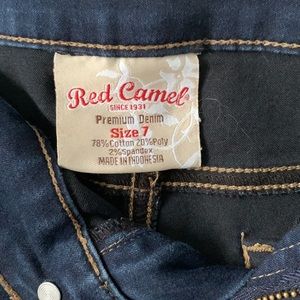 Red Camel
SINCE 1931
Premium Denim
Size 7
78%Cotton 20%Poly
2%Spandex
MADE IN INDONESIA